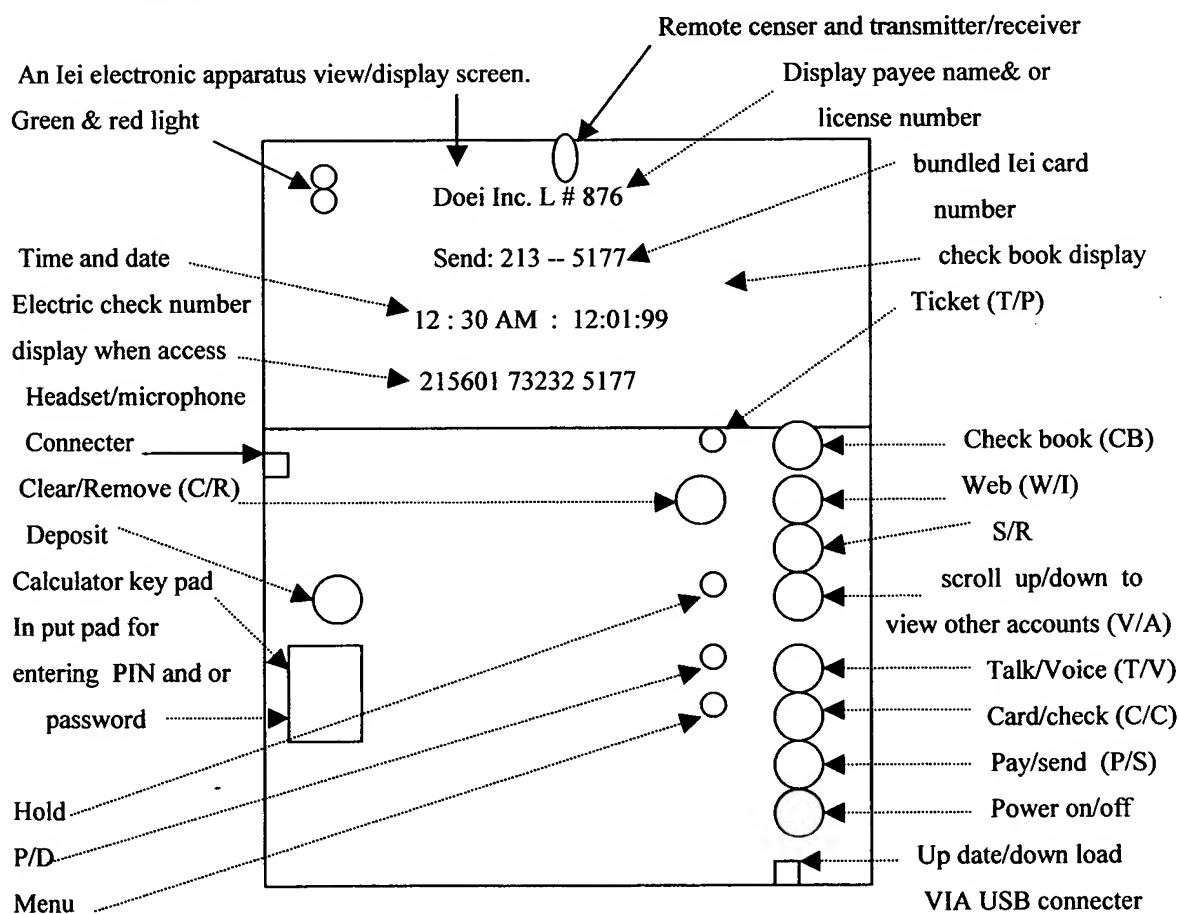 Remote censer and transmitter/receiver
An Iei electronic apparatus view/display screen.
Display payee name& or
license number
Green & red light
bundled Iei card
number
Doei Inc. L # 876
Send: 213 -- 5177
check book display
Time and date
Electric check number
display when access
Ticket (T/P)
12 : 30 AM : 12:01:99
215601 73232 5177
Headset/microphone
Connecter
Check book (CB)
Clear/Remove (C/R)
Web (W/I)
Deposit
S/R
Calculator key pad
scroll up/down to
view other accounts (V/A)
In put pad for
entering PIN and or
password
Talk/Voice (T/V)
Card/check (C/C)
Pay/send (P/S)
Hold
Power on/off
P/D
Up date/down load
VIA USB connecter
Menu